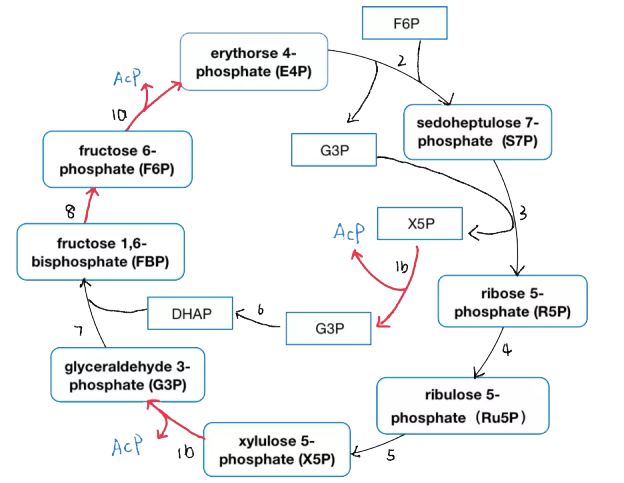 F6P
erythorse 4-
phosphate (E4P)
2
AcP
1a
sedoheptulose 7-
phosphate (S7P)
fructose 6-
phosphate (F6P)
G3P
8
X5P
3
AcP
fructose 1,6-
bisphosphate (FBP)
1b
ribose 5-
phosphate (R5P)
DHAP
6
G3P
7
4
glyceraldehyde 3-
phosphate (G3P)
ribulose 5-
phosphate（Ru5P）
AcP
1b
xylulose 5-
phosphate (X5P)
5